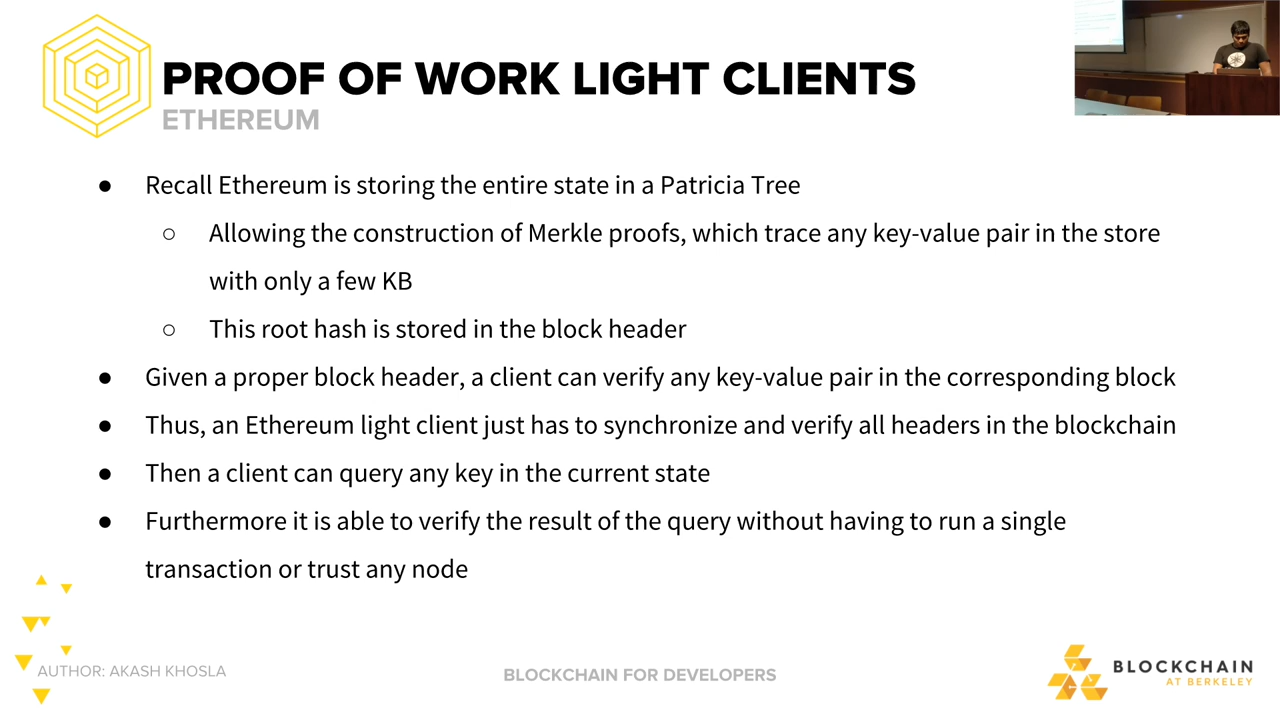 PROOF OF WORK LIGHT CLIENTS
ETHEREUM
● Recall Ethereum is storing the entire state in a Patricia Tree
○ Allowing the construction of Merkle proofs, which trace any key-value pair in the store
with only a few KB
○ This root hash is stored in the block header
● Given a proper block header, a client can verify any key-value pair in the corresponding block
● Thus, an Ethereum light client just has to synchronize and verify all headers in the blockchain
● Then a client can query any key in the current state
● Furthermore it is able to verify the result of the query without having to run a single
transaction or trust any node
AUTHOR: AKASH KHOSLA
BLOCKCHAIN FOR DEVELOPERS
BLOCKCHAIN
AT BERKELEY